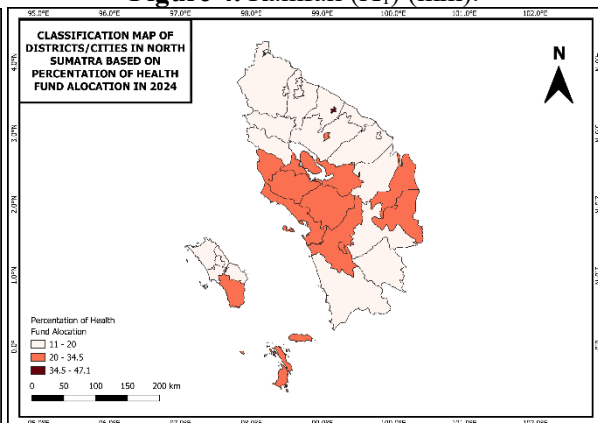 95.0°E 96.0°E 97.0°E 98.0°E 99.0°E 100.0°E 101.0°E 102.0°E
CLASSIFICATION MAP OF
DISTRICTS/CITIES IN NORTH
SUMATRA BASED ON
PERCENTATION OF HEALTH
FUND ALOCATION IN 2024
N
4.0°N
3.0°N
2.0°N
1.0°N
0.0°
Percentation of Health
Fund Alocation
11 - 20
20 - 34.5
34.5 - 47.1
0 50 100 150 200 km